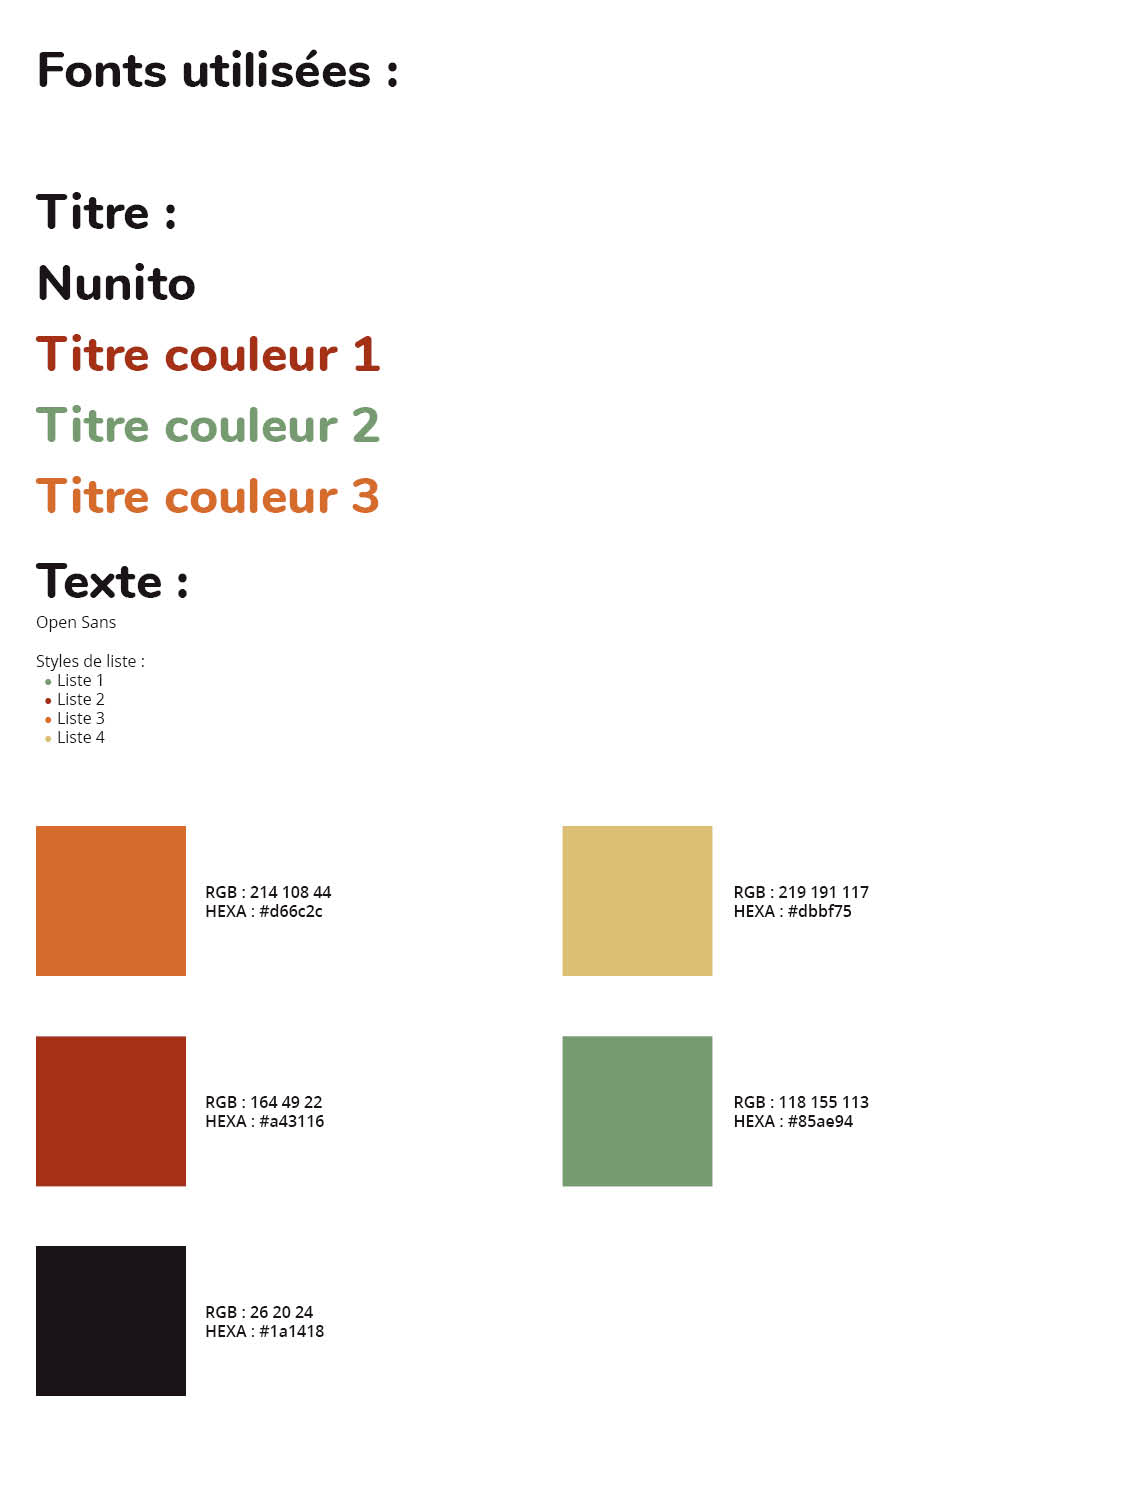 Fonts utilisées :
Titre :
Nunito
Titre couleur 1
Titre couleur 2
Titre couleur 3
Texte :
Open Sans
Styles de liste :
• Liste 1
• Liste 2
• Liste 3
• Liste 4
RGB : 214 108 44
HEXA : #d66c2c
RGB : 219 191 117
HEXA : #dbbf75
RGB : 164 49 22
HEXA : #a43116
RGB : 118 155 113
HEXA : #85ae94
RGB : 26 20 24
HEXA : #1a1418